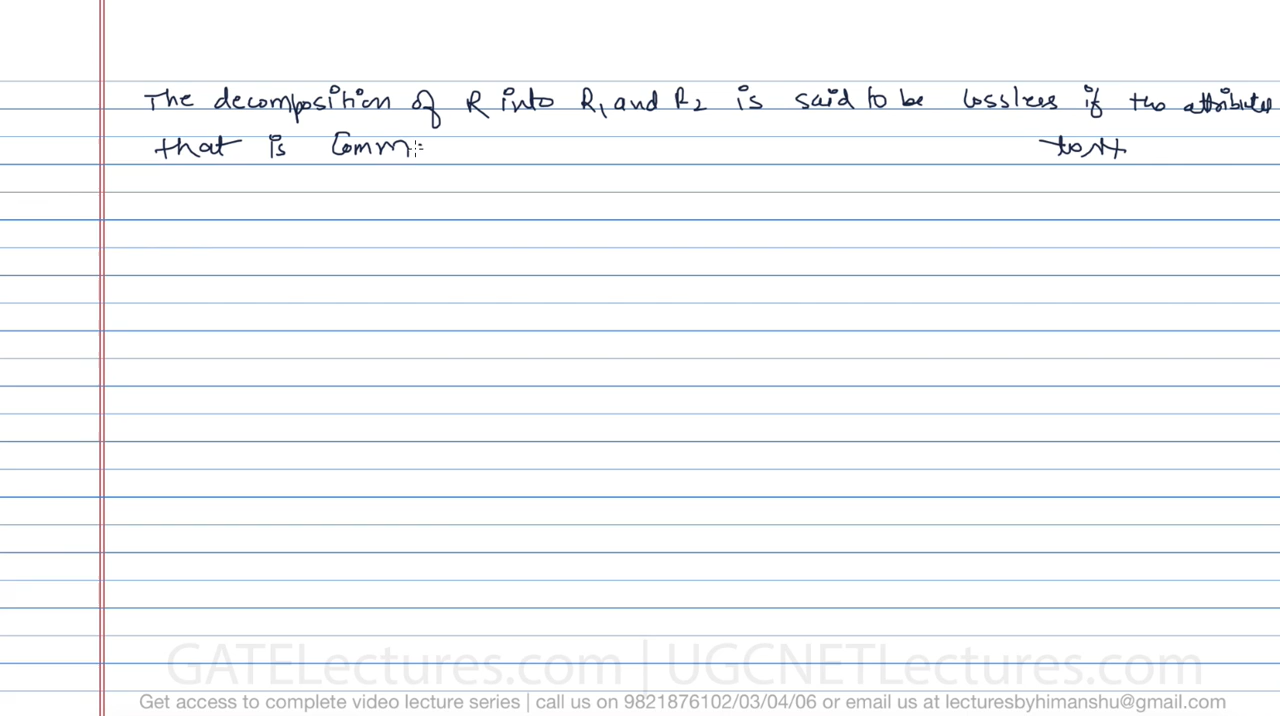 The decomposition of R into R1 and R2 is said to be lossless if the attributes
that is Comm
GATELectures.com | UGCNETLectures.com
Get access to complete video lecture series | call us on 9821876102/03/04/06 or email us at lecturesbyhimanshu@gmail.com